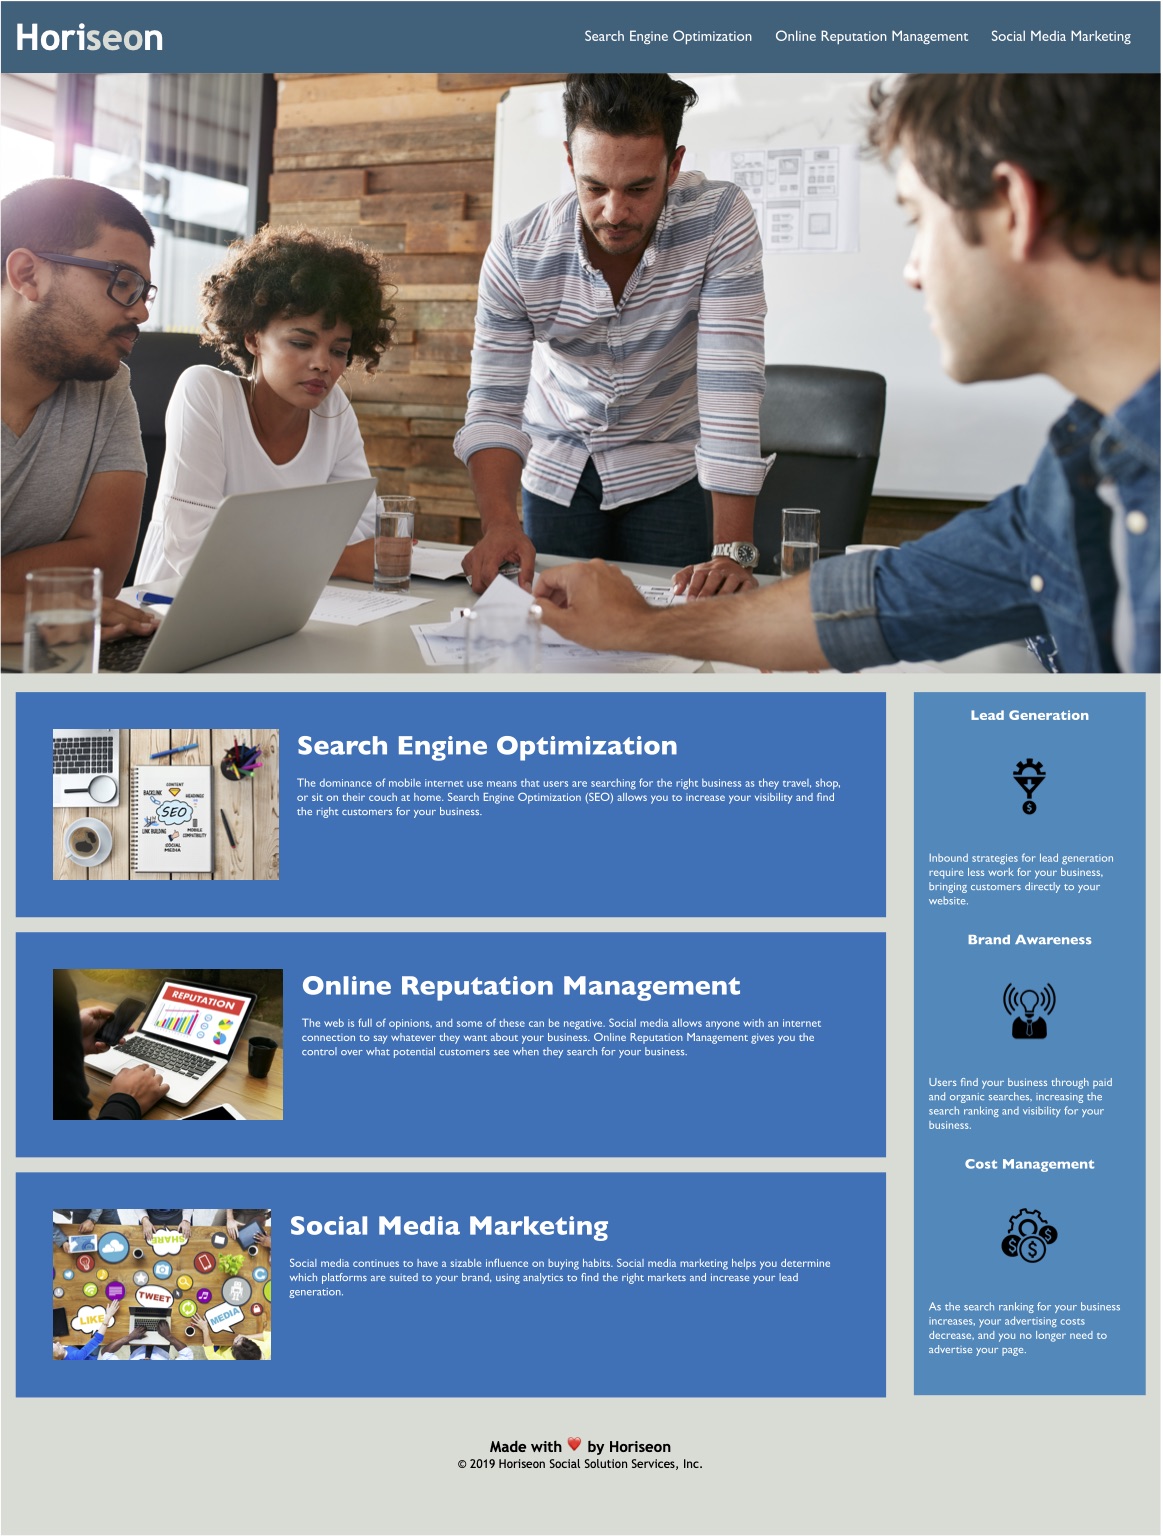 Horiseon
Search Engine Optimization Online Reputation Management Social Media Marketing
CONTENT
BACKLINK
HEADINGS
SEO
LINK BUILDING
MOBILE
COMPATIBILITY
SOCIAL
MEDIA
Search Engine Optimization
The dominance of mobile internet use means that users are searching for the right business as they travel, shop,
or sit on their couch at home. Search Engine Optimization (SEO) allows you to increase your visibility and find
the right customers for your business.
REPUTATION
Online Reputation Management
The web is full of opinions, and some of these can be negative. Social media allows anyone with an internet
connection to say whatever they want about your business. Online Reputation Management gives you the
control over what potential customers see when they search for your business.
SHARE
TWEET
LIKE
MEDIA
Social Media Marketing
Social media continues to have a sizable influence on buying habits. Social media marketing helps you determine
which platforms are suited to your brand, using analytics to find the right markets and increase your lead
generation.
Lead Generation
$
Inbound strategies for lead generation
require less work for your business,
bringing customers directly to your
website.
Brand Awareness
Users find your business through paid
and organic searches, increasing the
search ranking and visibility for your
business.
Cost Management
$ $ $
As the search ranking for your business
increases, your advertising costs
decrease, and you no longer need to
advertise your page.
Made with ❤️ by Horiseon
© 2019 Horiseon Social Solution Services, Inc.